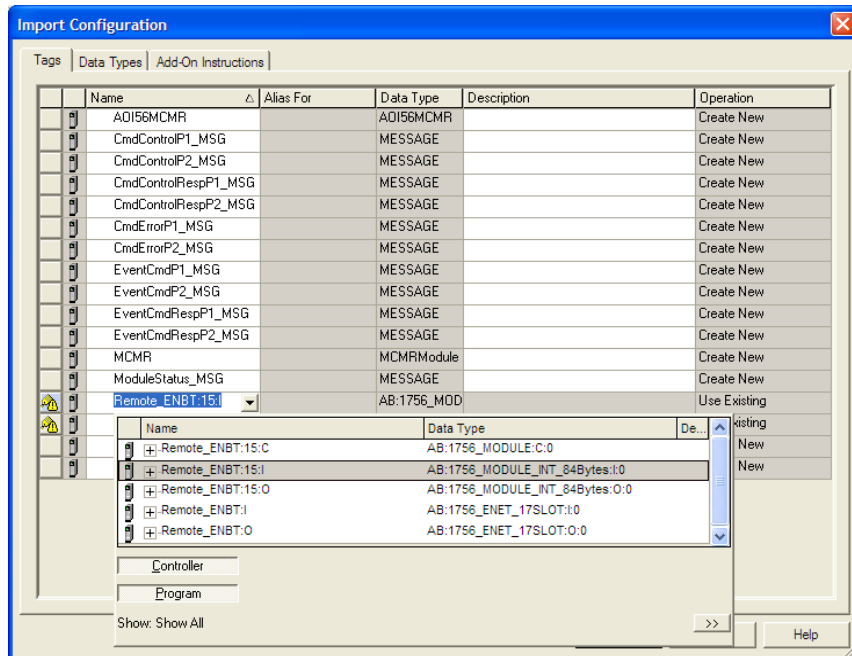 Import Configuration
Tags Data Types Add-On Instructions
Name Alias For Data Type Description Operation
AOI56MCMR AOI56MCMR Create New
CmdControlP1_MSG MESSAGE Create New
CmdControlP2_MSG MESSAGE Create New
CmdControlRespP1_MSG MESSAGE Create New
CmdControlRespP2_MSG MESSAGE Create New
CmdErrorP1_MSG MESSAGE Create New
CmdErrorP2_MSG MESSAGE Create New
EventCmdP1_MSG MESSAGE Create New
EventCmdP2_MSG MESSAGE Create New
EventCmdRespP1_MSG MESSAGE Create New
EventCmdRespP2_MSG MESSAGE Create New
MCMR MCMRModule Create New
ModuleStatus_MSG MESSAGE Create New
Remote_ENBT:15:I AB:1756_MOD Use Existing
Name Data Type De... xisting
Remote_ENBT:15:C AB:1756_MODULE:C:0 New
Remote_ENBT:15:I AB:1756_MODULE_INT_84Bytes:I:0 New
Remote_ENBT:15:O AB:1756_MODULE_INT_84Bytes:O:0
Remote_ENBT:I AB:1756_ENET_17SLOT:I:0
Remote_ENBT:O AB:1756_ENET_17SLOT:O:0
Controller
Program
Show: Show All >>
Help